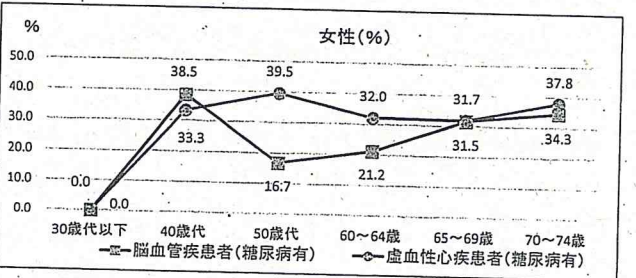 女性(%)
%
50.0
40.0
30.0
20.0
10.0
0.0
38.5
39.5
32.0
31.7
37.8
33.3
16.7
21.2
31.5
34.3
0.0
0.0
30歳代以下
40歳代
50歳代
60～64歳
65～69歳
70～74歳
脳血管疾患者(糖尿病有)
虚血性心疾患者(糖尿病有)